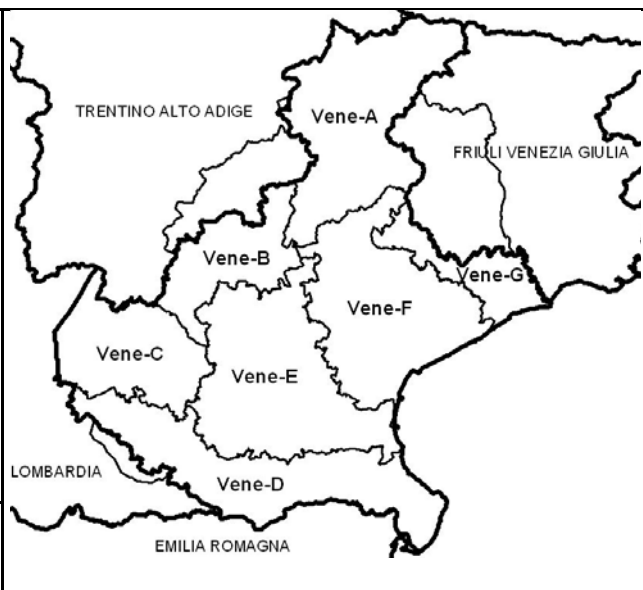 Vene-A
TRENTINO ALTO ADIGE
FRIULI VENEZIA GIULIA
Vene-B
Vene-G
Vene-F
Vene-C
Vene-E
LOMBARDIA
Vene-D
EMILIA ROMAGNA